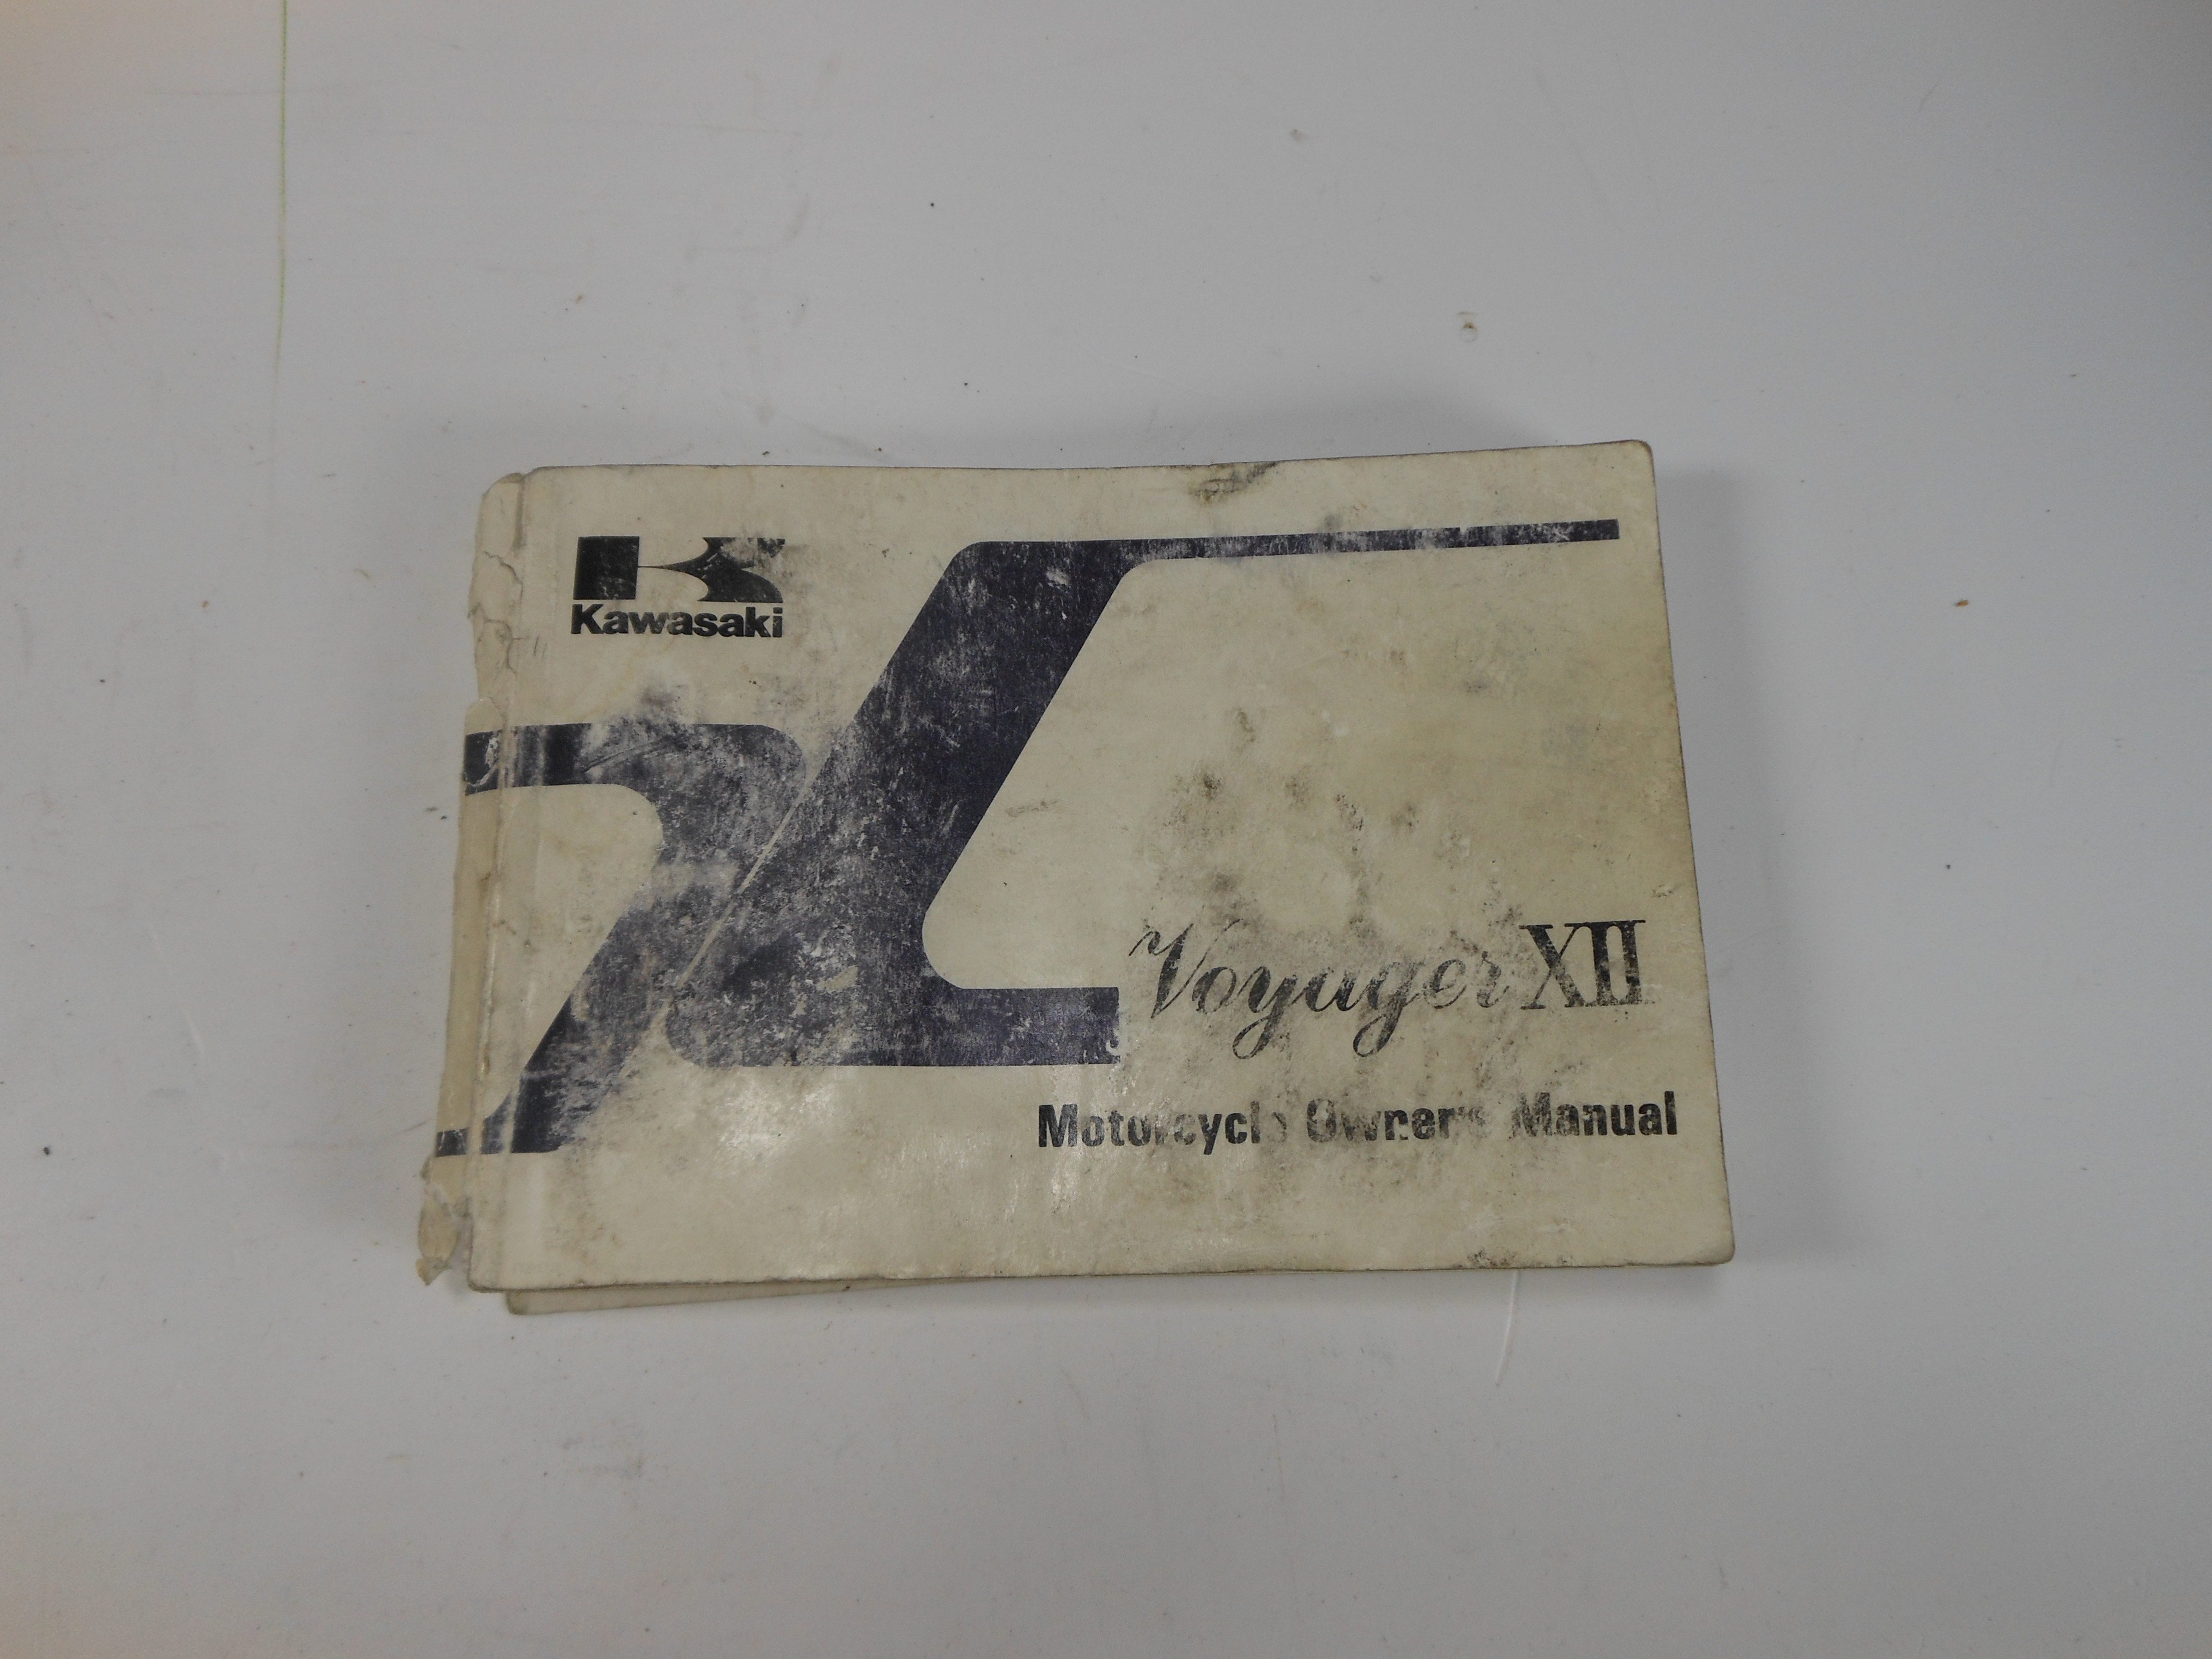 Kawasaki
Voyager XII
Motorcycle Owner's Manual